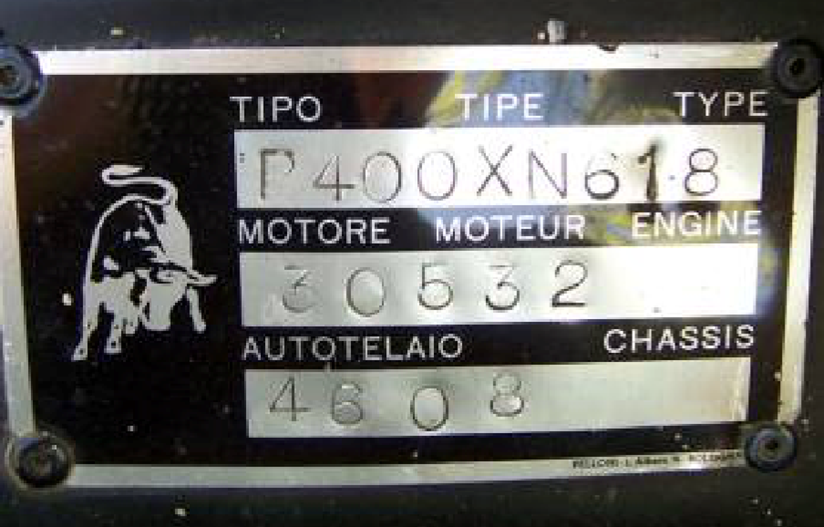 TIPO TIPE TYPE
P400XN618
MOTORE MOTEUR ENGINE
30532
AUTOTELAIO CHASSIS
4608